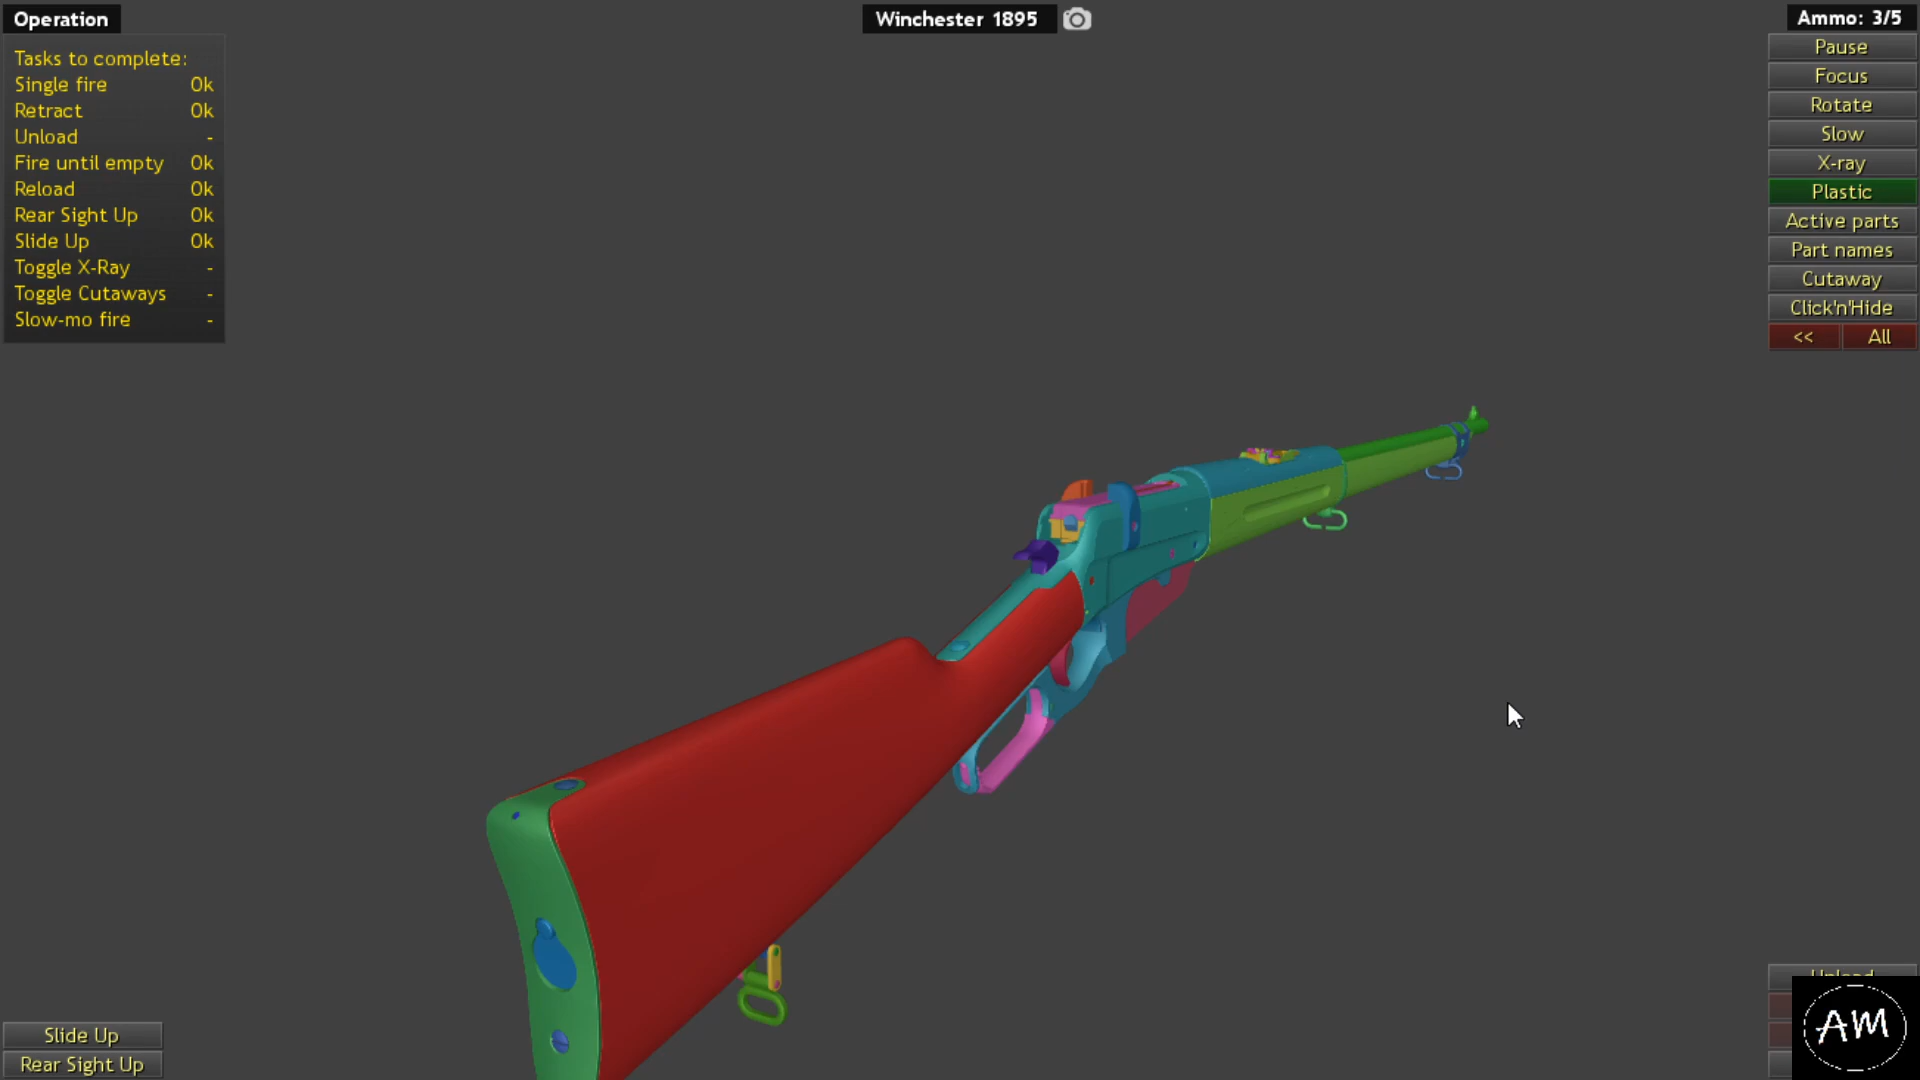 Operation
Winchester 1895
Ammo: 3/5
Tasks to complete:
Single fire Ok
Retract Ok
Unload -
Fire until empty Ok
Reload Ok
Rear Sight Up Ok
Slide Up Ok
Toggle X-Ray -
Toggle Cutaways -
Slow-mo fire -
Pause
Focus
Rotate
Slow
X-ray
Plastic
Active parts
Part names
Cutaway
Click'n'Hide
<< All
Slide Up
Rear Sight Up
Unload
AM